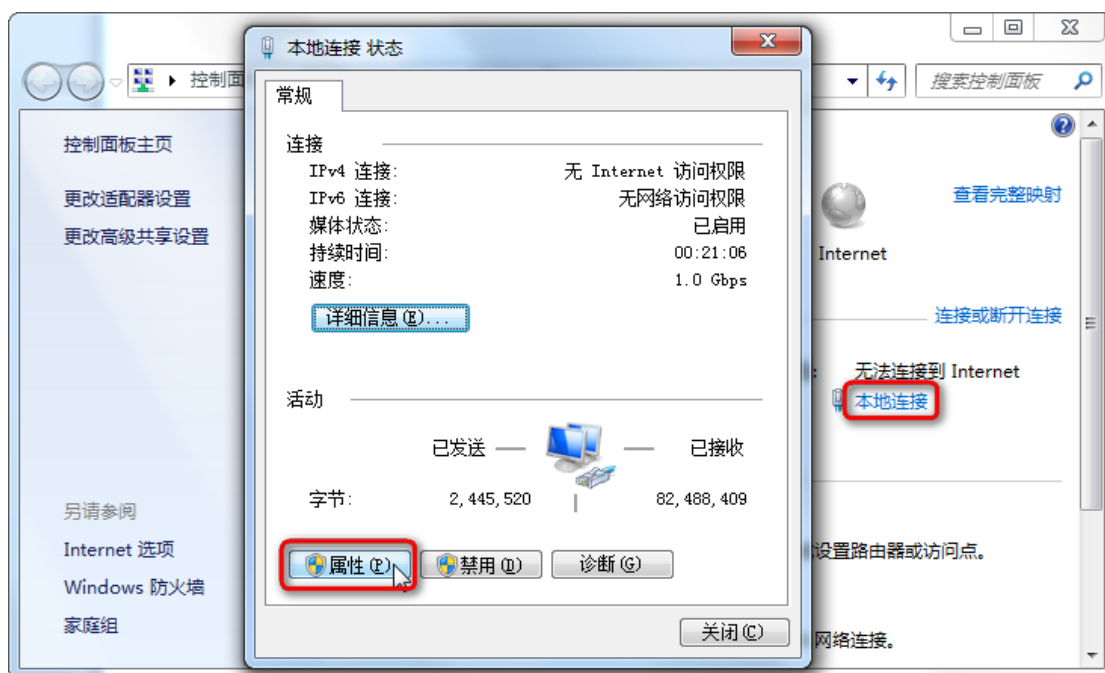 本地连接 状态
控制面
搜索控制面板
常规
控制面板主页
更改适配器设置
更改高级共享设置
连接
IPv4 连接: 无 Internet 访问权限
IPv6 连接: 无网络访问权限
媒体状态: 已启用
持续时间: 00:21:06
速度: 1.0 Gbps
详细信息(E)...
活动
已发送 — — 已接收
字节: 2,445,520 | 82,488,409
属性(P) 禁用(D) 诊断(G)
关闭(C)
查看完整映射
Internet
连接或断开连接
: 无法连接到 Internet
本地连接
设置路由器或访问点。
网络连接。
另请参阅
Internet 选项
Windows 防火墙
家庭组